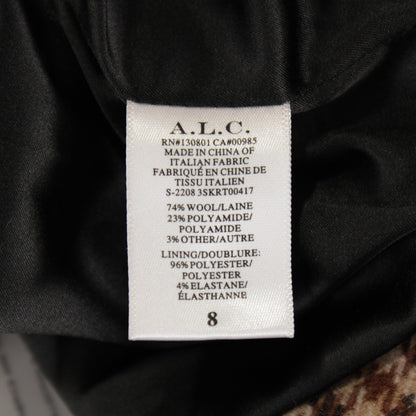 A.L.C.
RN#130801 CA#00985
MADE IN CHINA OF
ITALIAN FABRIC
FABRIQUÉ EN CHINE DE
TISSU ITALIEN
S-2208 3SKRT00417
74% WOOL/LAINE
23% POLYAMIDE/
POLYAMIDE
3% OTHER/AUTRE
LINING/DOUBLURE:
96% POLYESTER/
POLYESTER
4% ELASTANE/
ÉLASTHANNE
8